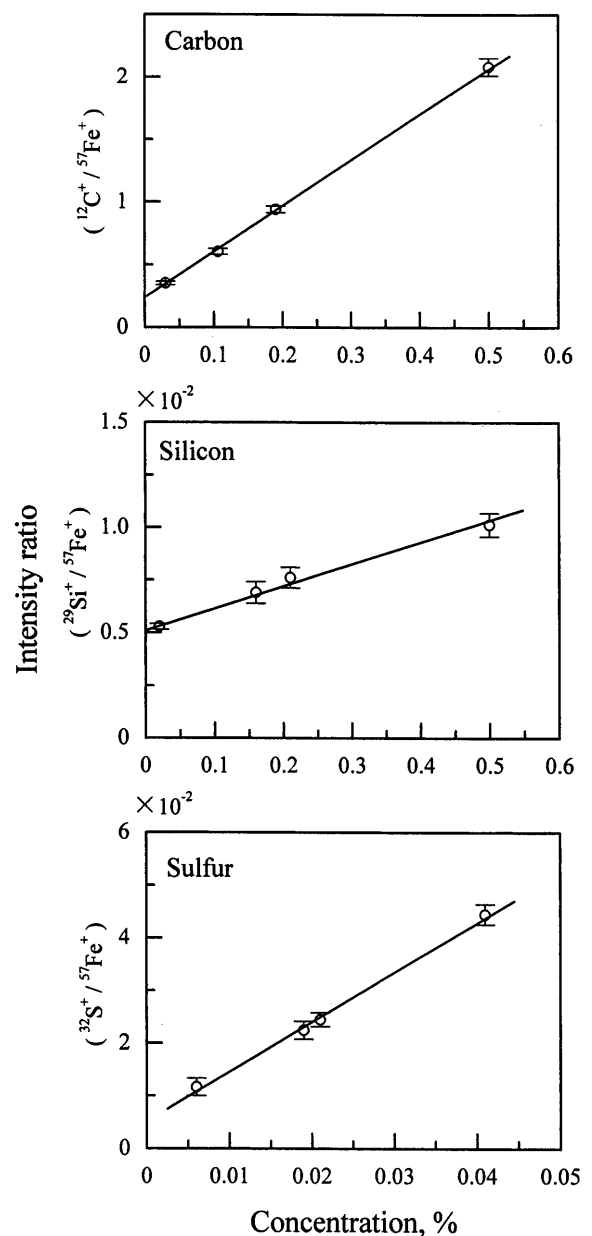 Carbon
2
1
0
0 0.1 0.2 0.3 0.4 0.5 0.6
( ¹²C⁺ / ⁵⁷Fe⁺ )
×10⁻²
Silicon
1.5
1.0
0.5
0
0 0.1 0.2 0.3 0.4 0.5 0.6
Intensity ratio
( ²⁹Si⁺ / ⁵⁷Fe⁺ )
×10⁻²
Sulfur
6
4
2
0
0 0.01 0.02 0.03 0.04 0.05
( ³²S⁺ / ⁵⁷Fe⁺ )
Concentration, %